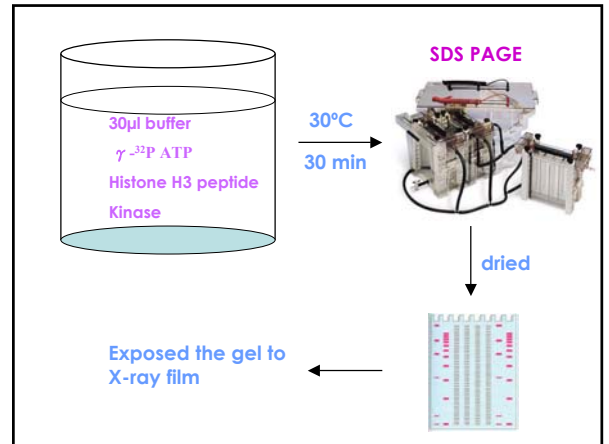 SDS PAGE
30µl buffer
γ -³²P ATP
Histone H3 peptide
Kinase
30ºC
30 min
dried
Exposed the gel to
X-ray film